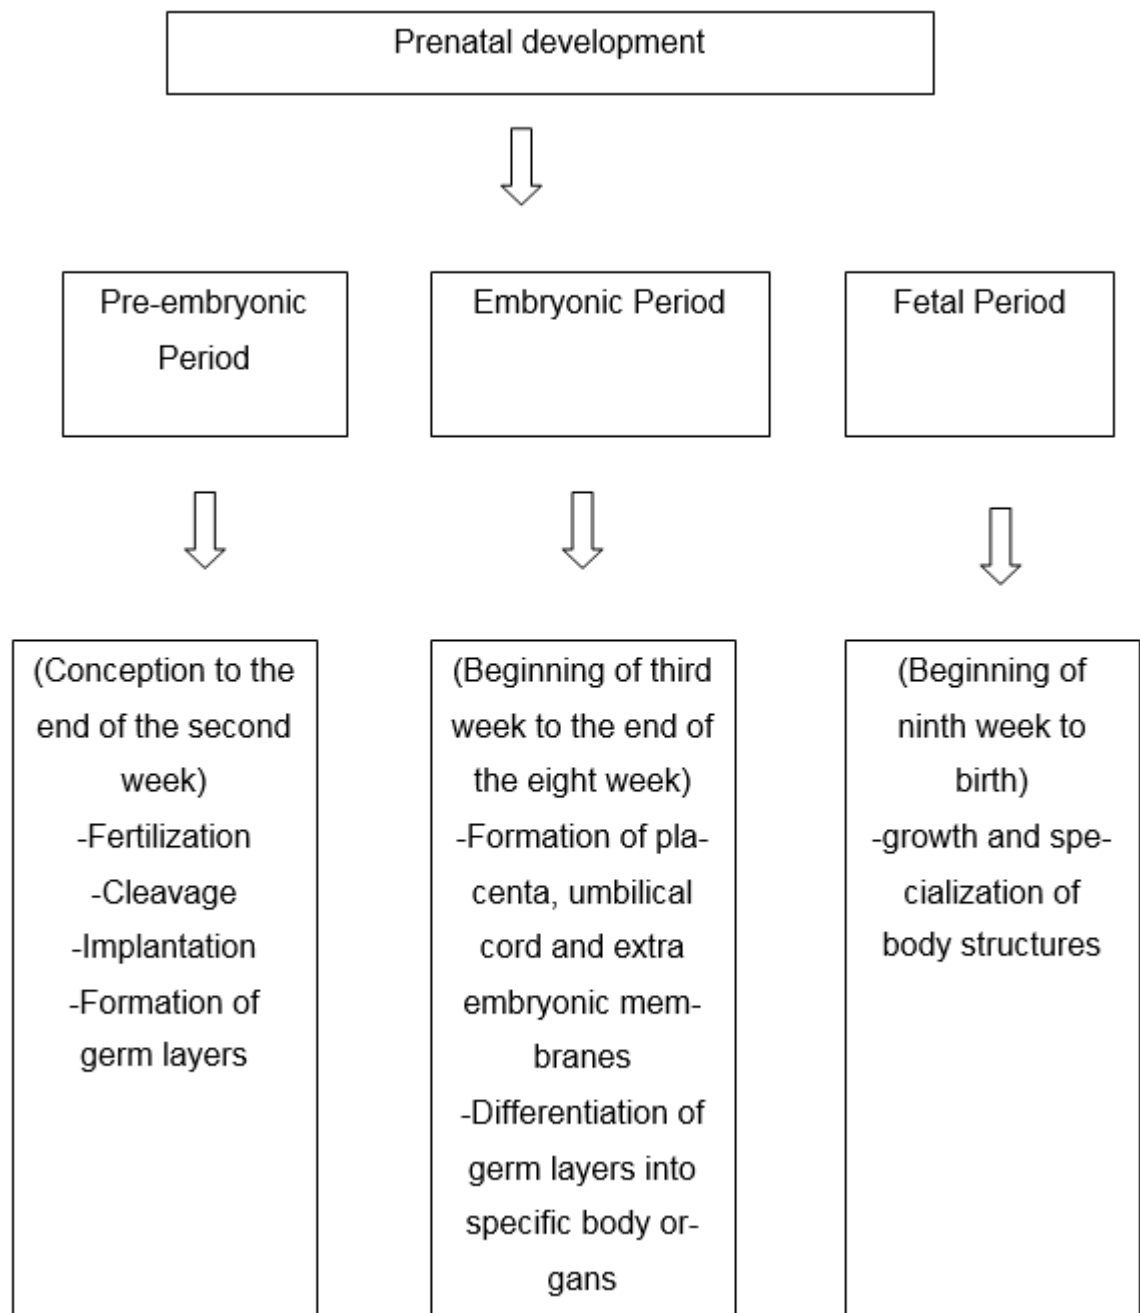 Prenatal development
Pre-embryonic
Period
Embryonic Period
Fetal Period
(Conception to the
end of the second
week)
-Fertilization
-Cleavage
-Implantation
-Formation of
germ layers
(Beginning of third
week to the end of
the eight week)
-Formation of pla-
centa, umbilical
cord and extra
embryonic mem-
branes
-Differentiation of
germ layers into
specific body or-
gans
(Beginning of
ninth week to
birth)
-growth and spe-
cialization of
body structures